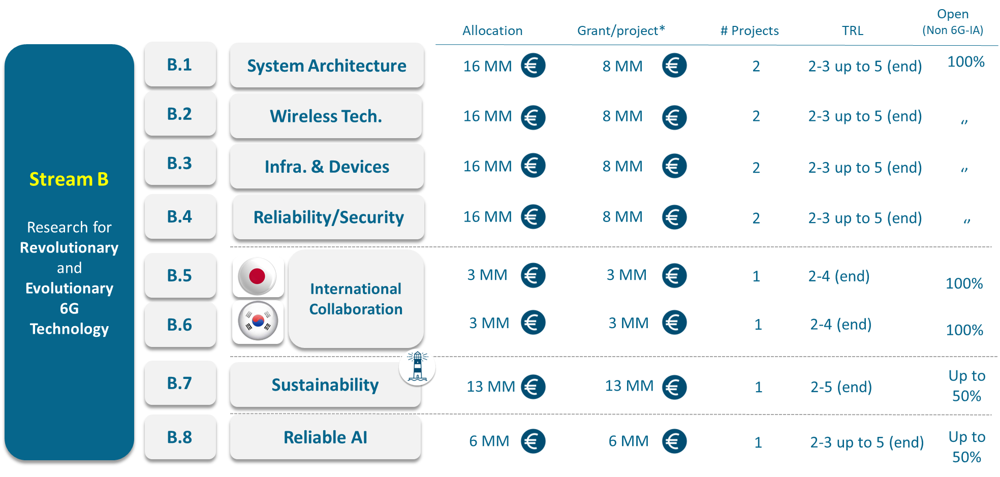 Open
Allocation Grant/project* # Projects TRL (Non 6G-IA)
B.1 System Architecture 16 MM € 8 MM € 2 2-3 up to 5 (end) 100%
B.2 Wireless Tech. 16 MM € 8 MM € 2 2-3 up to 5 (end) “
B.3 Infra. & Devices 16 MM € 8 MM € 2 2-3 up to 5 (end) “
Stream B
Research for
Revolutionary
and
Evolutionary
6G
Technology
B.4 Reliability/Security 16 MM € 8 MM € 2 2-3 up to 5 (end) “
B.5 3 MM € 3 MM € 1 2-4 (end) 100%
International
Collaboration
B.6 3 MM € 3 MM € 1 2-4 (end) 100%
B.7 Sustainability 13 MM € 13 MM € 1 2-5 (end) Up to
50%
B.8 Reliable AI 6 MM € 6 MM € 1 2-3 up to 5 (end) Up to
50%